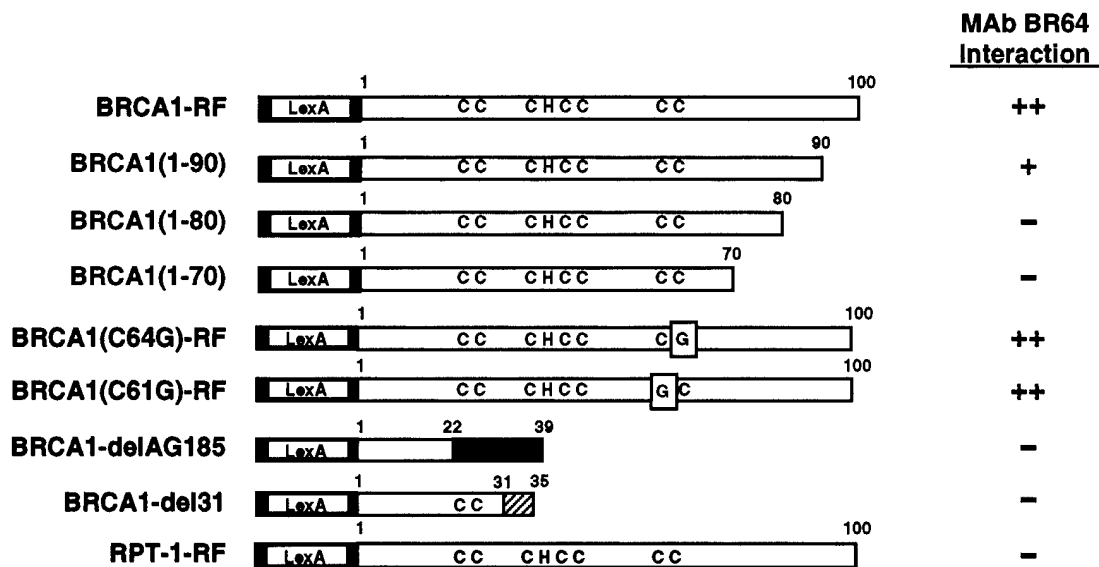 MAb BR64
Interaction
1 100
BRCA1-RF LexA C C C H C C C C ++
1 90
BRCA1(1-90) LexA C C C H C C C C +
1 80
BRCA1(1-80) LexA C C C H C C C C –
1 70
BRCA1(1-70) LexA C C C H C C C C –
1 100
BRCA1(C64G)-RF LexA C C C H C C C G ++
1 100
BRCA1(C61G)-RF LexA C C C H C C G C ++
1 22 39
BRCA1-delAG185 LexA –
1 31 35
BRCA1-del31 LexA C C –
1 100
RPT-1-RF LexA C C C H C C C C –